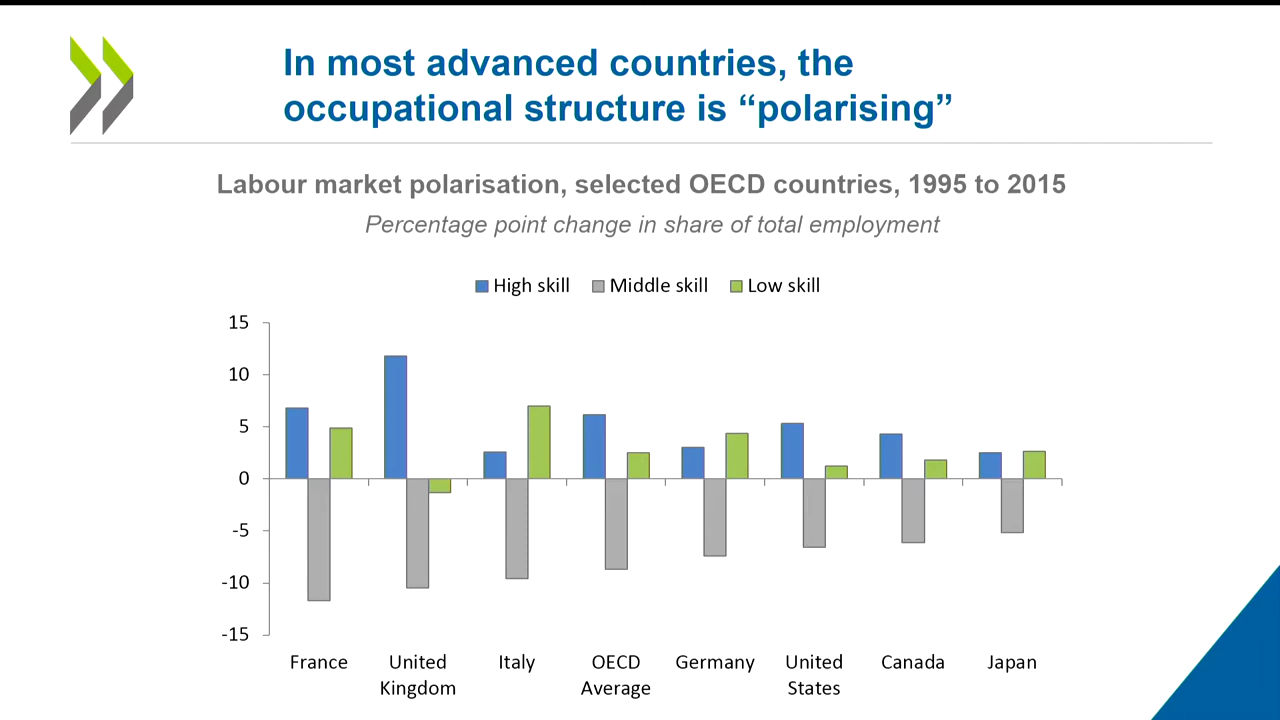 In most advanced countries, the
occupational structure is “polarising”
Labour market polarisation, selected OECD countries, 1995 to 2015
Percentage point change in share of total employment
High skill Middle skill Low skill
15
10
5
0
-5
-10
-15
France United Kingdom Italy OECD Average Germany United States Canada Japan